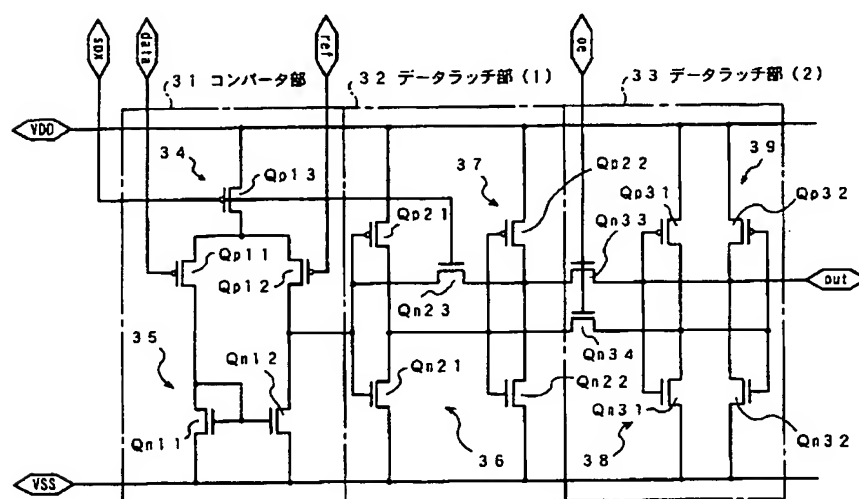 spx
data
ref
oe
31 コンパータ部
32 データラッチ部(1)
33 データラッチ部(2)
VDD
34
Qp13
37
Qp22
39
Qp21
Qp31
Qp32
Qn33
Qp11
Qp12
Qn23
out
Qn34
35
Qn12
Qn21
Qn22
Qn11
Qn31
36
38
Qn32
VSS